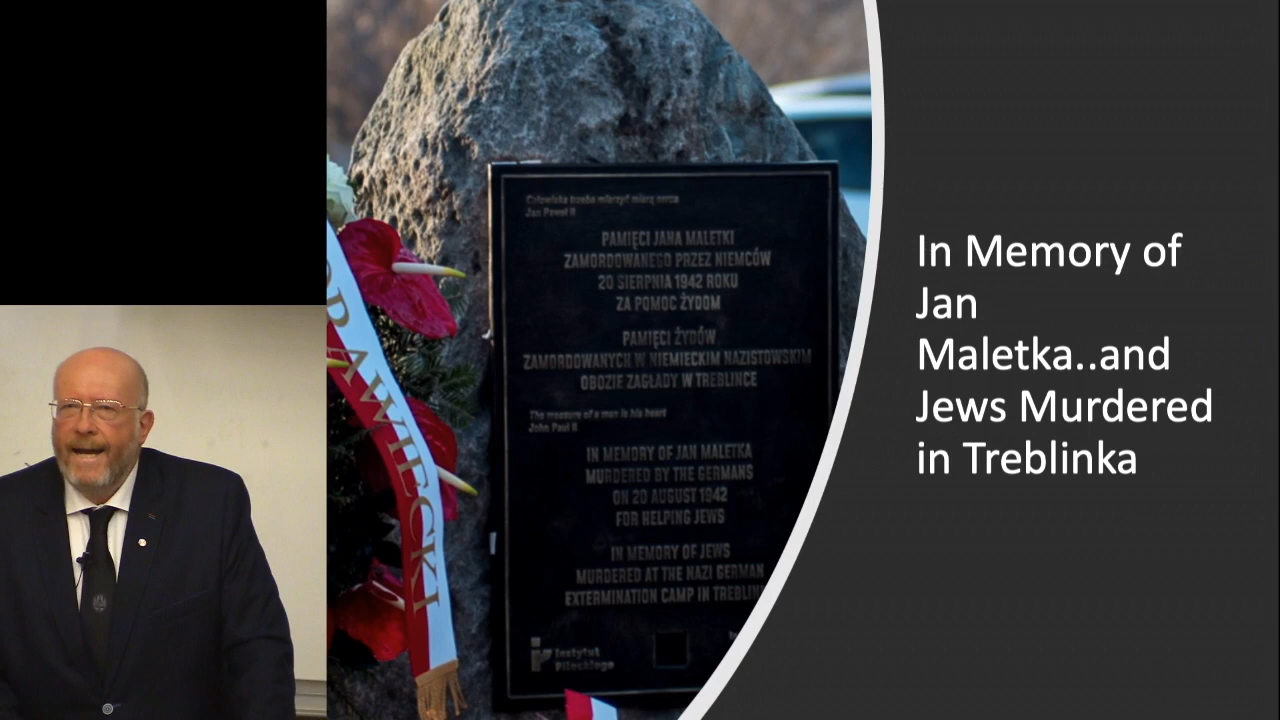 Człowieka trzeba mierzyć miarą serca
Jan Paweł II
PAMIĘCI JANA MALETKI
ZAMORDOWANEGO PRZEZ NIEMCÓW
20 SIERPNIA 1942 ROKU
ZA POMOC ŻYDOM
PAMIĘCI ŻYDÓW
ZAMORDOWANYCH W NIEMIECKIM NAZISTOWSKIM
OBOZIE ZAGŁADY W TREBLINCE
The measure of a man is his heart
John Paul II
IN MEMORY OF JAN MALETKA
MURDERED BY THE GERMANS
ON 20 AUGUST 1942
FOR HELPING JEWS
IN MEMORY OF JEWS
MURDERED AT THE NAZI GERMAN
EXTERMINATION CAMP IN TREBLIN
Instytut
Pileckiego
AWIECKI
In Memory of
Jan
Maletka..and
Jews Murdered
in Treblinka